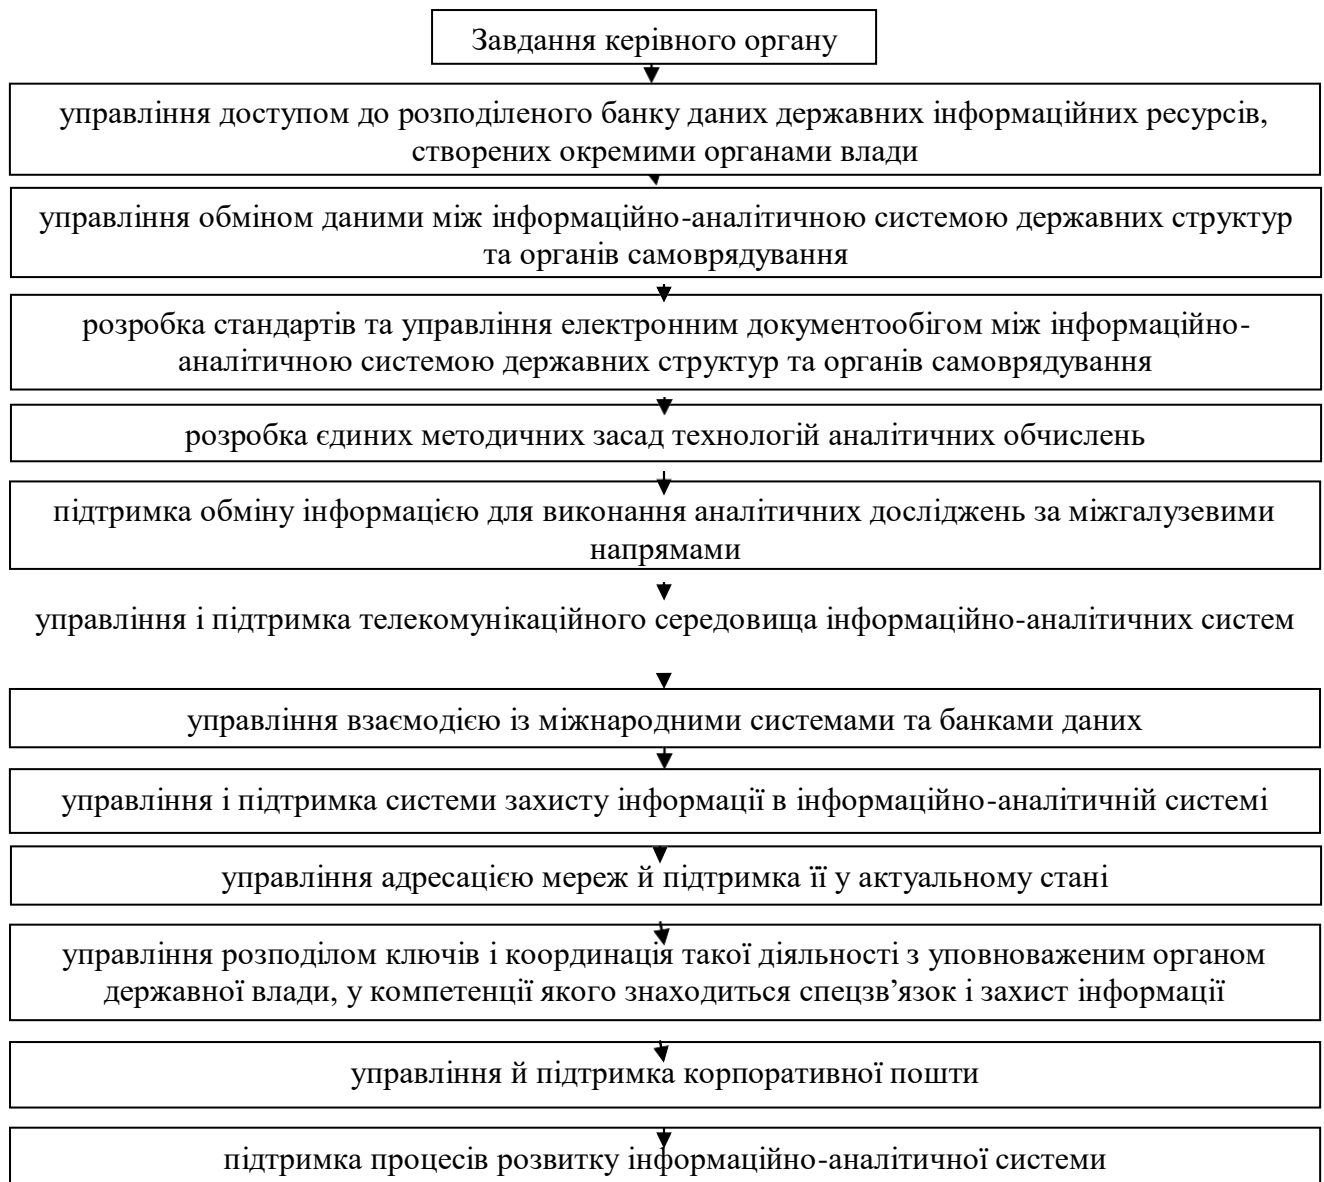 Завдання керівного органу
управління доступом до розподіленого банку даних державних інформаційних ресурсів,
створених окремими органами влади
управління обміном даними між інформаційно-аналітичною системою державних структур
та органів самоврядування
розробка стандартів та управління електронним документообігом між інформаційно-
аналітичною системою державних структур та органів самоврядування
розробка єдиних методичних засад технологій аналітичних обчислень
підтримка обміну інформацією для виконання аналітичних досліджень за міжгалузевими
напрямами
управління і підтримка телекомунікаційного середовища інформаційно-аналітичних систем
управління взаємодією із міжнародними системами та банками даних
управління і підтримка системи захисту інформації в інформаційно-аналітичній системі
управління адресацією мереж й підтримка її у актуальному стані
управління розподілом ключів і координація такої діяльності з уповноваженим органом
державної влади, у компетенції якого знаходиться спецзв’язок і захист інформації
управління й підтримка корпоративної пошти
підтримка процесів розвитку інформаційно-аналітичної системи